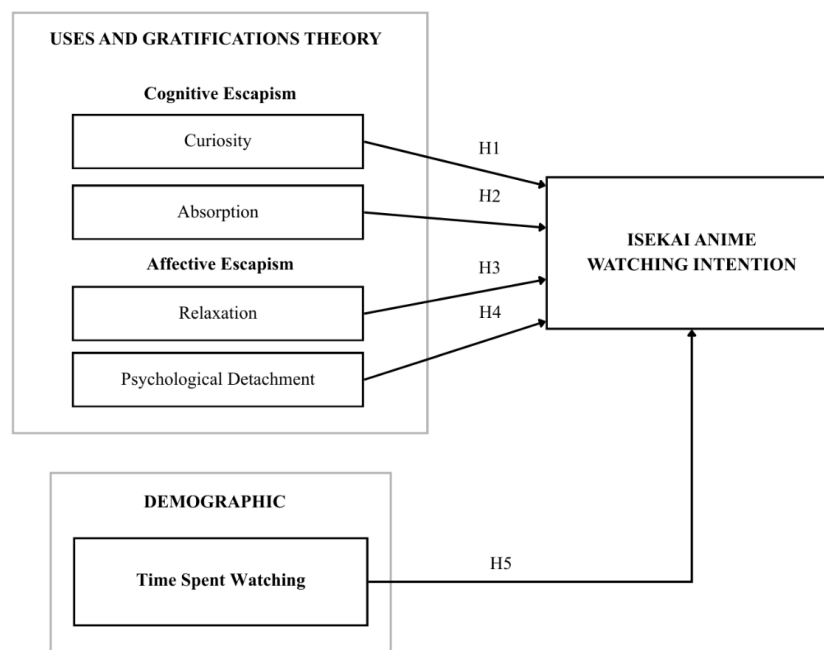 USES AND GRATIFICATIONS THEORY
Cognitive Escapism
Curiosity
H1
Absorption
H2
ISEKAI ANIME
WATCHING INTENTION
Affective Escapism
H3
Relaxation
H4
Psychological Detachment
DEMOGRAPHIC
Time Spent Watching
H5